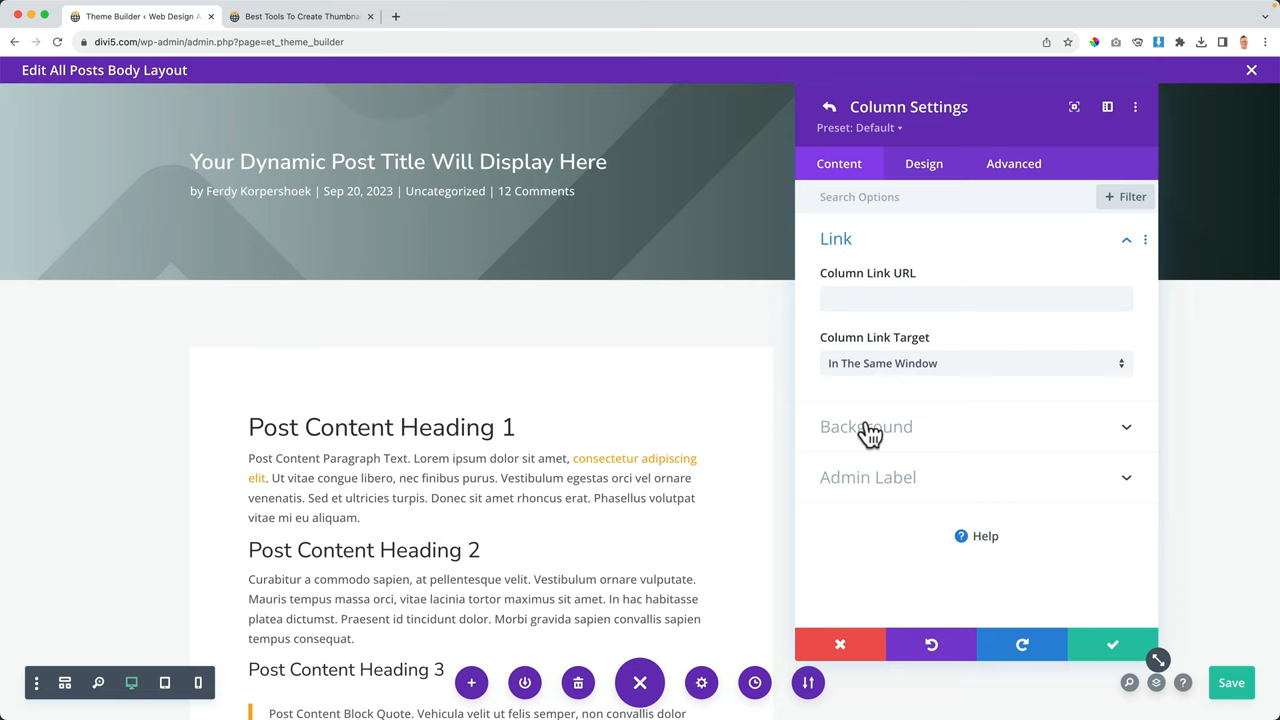 Theme Builder ‹ Web Design A
Best Tools To Create Thumbna
divi5.com/wp-admin/admin.php?page=et_theme_builder
Edit All Posts Body Layout
Your Dynamic Post Title Will Display Here
by Ferdy Korpershoek | Sep 20, 2023 | Uncategorized | 12 Comments
Post Content Heading 1
Post Content Paragraph Text. Lorem ipsum dolor sit amet, consectetur adipiscing
elit. Ut vitae congue libero, nec finibus purus. Vestibulum egestas orci vel ornare
venenatis. Sed et ultricies turpis. Donec sit amet rhoncus erat. Phasellus volutpat
vitae mi eu aliquam.
Post Content Heading 2
Curabitur a commodo sapien, at pellentesque velit. Vestibulum ornare vulputate.
Mauris tempus massa orci, vitae lacinia tortor maximus sit amet. In hac habitasse
platea dictumst. Praesent id tincidunt dolor. Morbi gravida sapien convallis sapien
tempus consequat.
Post Content Heading 3
Post Content Block Quote. Vehicula velit ut felis semper, non convallis dolor
Column Settings
Preset: Default
Content
Design
Advanced
Search Options
+ Filter
Link
Column Link URL
Column Link Target
In The Same Window
Background
Admin Label
? Help
?
Save